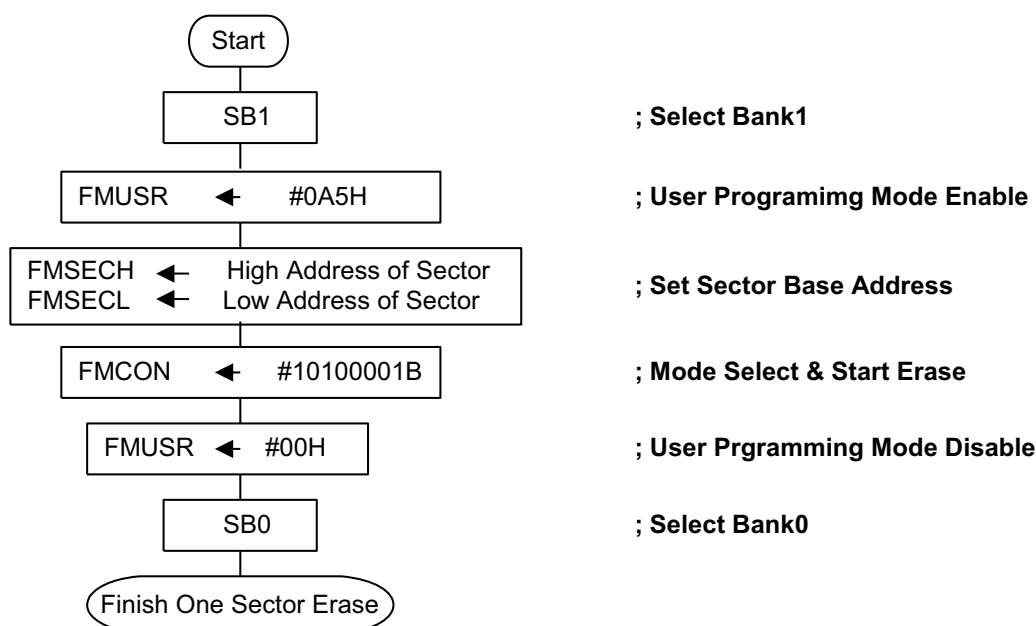 Start
SB1 ; Select Bank1
FMUSR ← #0A5H ; User Programimg Mode Enable
FMSECH ← High Address of Sector
FMSECL ← Low Address of Sector
; Set Sector Base Address
FMCON ← #10100001B ; Mode Select & Start Erase
FMUSR ← #00H ; User Prgramming Mode Disable
SB0 ; Select Bank0
Finish One Sector Erase